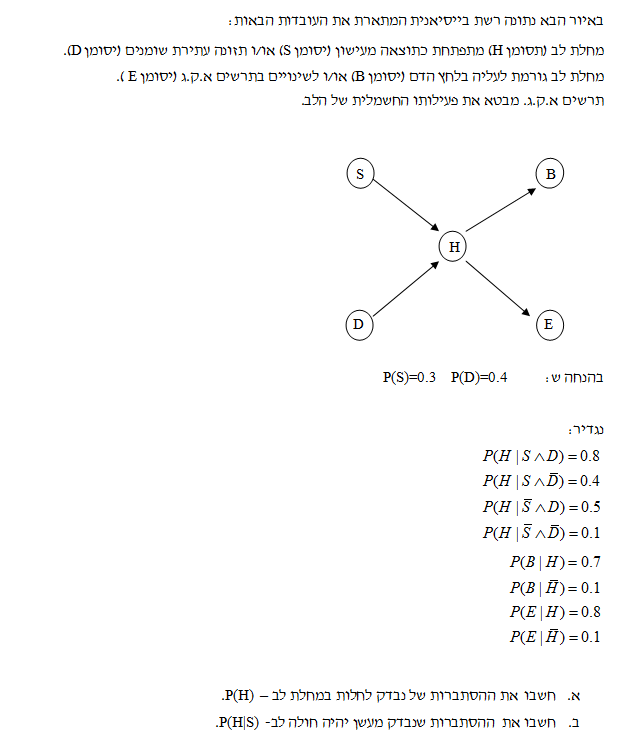 באיור הבא נתונה רשת בייסיאנית המתארת את העובדות הבאות:
מחלת לב (תסומן H) מתפתחת כתוצאה מעישון (יסומן S) או/ו תזונה עתירת שומנים (יסומן D).
מחלת לב גורמת לעליה בלחץ הדם (יסומן B) או/ו לשינויים בתרשים א.ק.ג (יסומן E ).
תרשים א.ק.ג. מבטא את פעילותו החשמלית של הלב.
S
B
H
D
E
בהנחה ש: P(S)=0.3 P(D)=0.4
נגדיר:
P(H | S ∧ D) = 0.8
P(H | S ∧ D̅) = 0.4
P(H | S̅ ∧ D) = 0.5
P(H | S̅ ∧ D̅) = 0.1
P(B | H) = 0.7
P(B | H̅) = 0.1
P(E | H) = 0.8
P(E | H̅) = 0.1
א. חשבו את ההסתברות של נבדק לחלות במחלת לב – P(H).
ב. חשבו את ההסתברות שנבדק מעשן יהיה חולה לב- P(H|S).